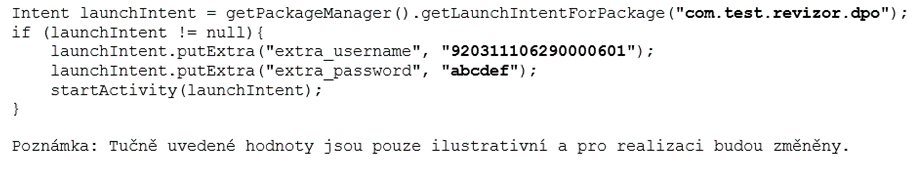 Intent launchIntent = getPackageManager().getLaunchIntentForPackage("com.test.revizor.dpo");
if (launchIntent != null){
    launchIntent.putExtra("extra_username", "920311106290000601");
    launchIntent.putExtra("extra_password", "abcdef");
    startActivity(launchIntent);
}
Poznámka: Tučně uvedené hodnoty jsou pouze ilustrativní a pro realizaci budou změněny.